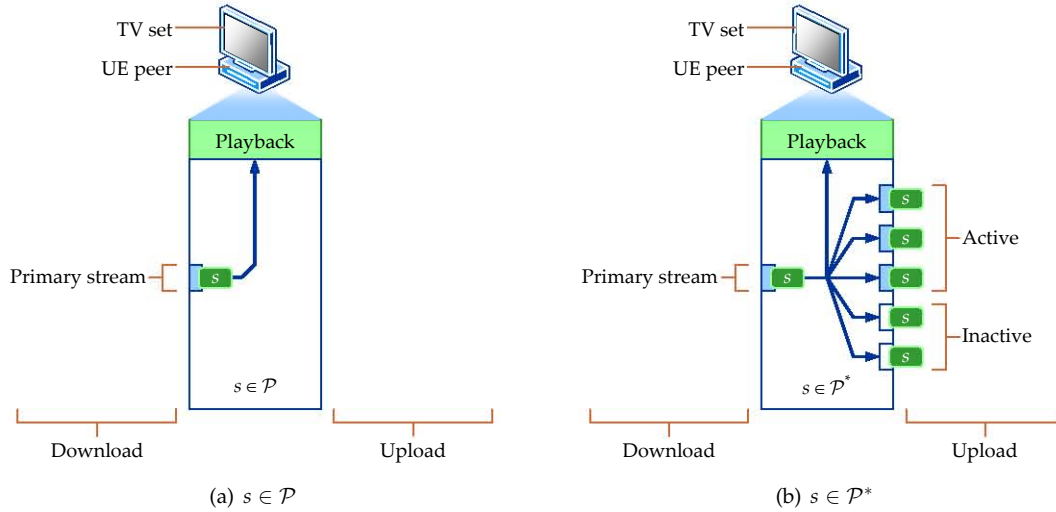 TV set
UE peer
Playback
Primary stream
s
s ∈ 𝒫
Download
Upload
(a) s ∈ 𝒫
TV set
UE peer
Playback
s
s
Active
Primary stream
s
s
s
Inactive
s
s ∈ 𝒫*
Download
Upload
(b) s ∈ 𝒫*